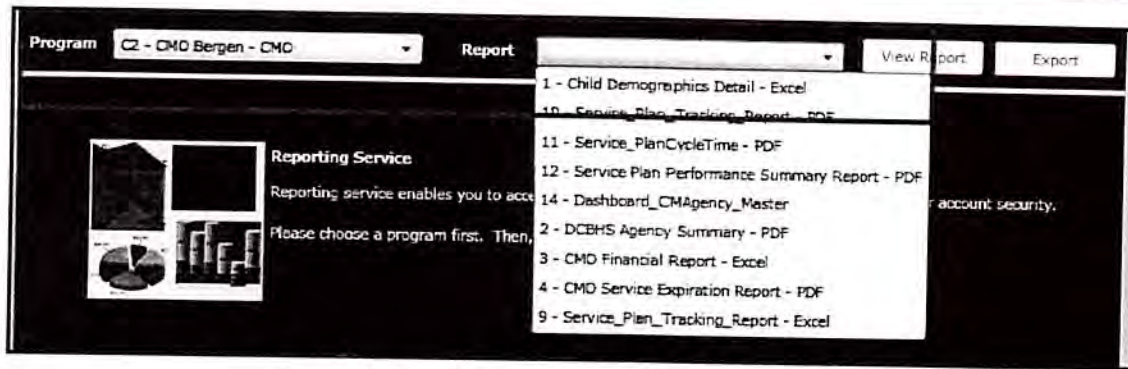 Program C2 - CMO Bergen - CMO Report View Report Export
1 - Child Demographics Detail - Excel
10 - Service_Plan_Tracking_Report - PDF
11 - Service_PlanCycleTime - PDF
12 - Service Plan Performance Summary Report - PDF
14 - Dashboard_CMAgency_Master
2 - DCBHS Agency Summary - PDF
3 - CMO Financial Report - Excel
4 - CMO Service Expiration Report - PDF
9 - Service_Plan_Tracking_Report - Excel
Reporting Service
Reporting service enables you to acce r account security.
Please choose a program first. Then,